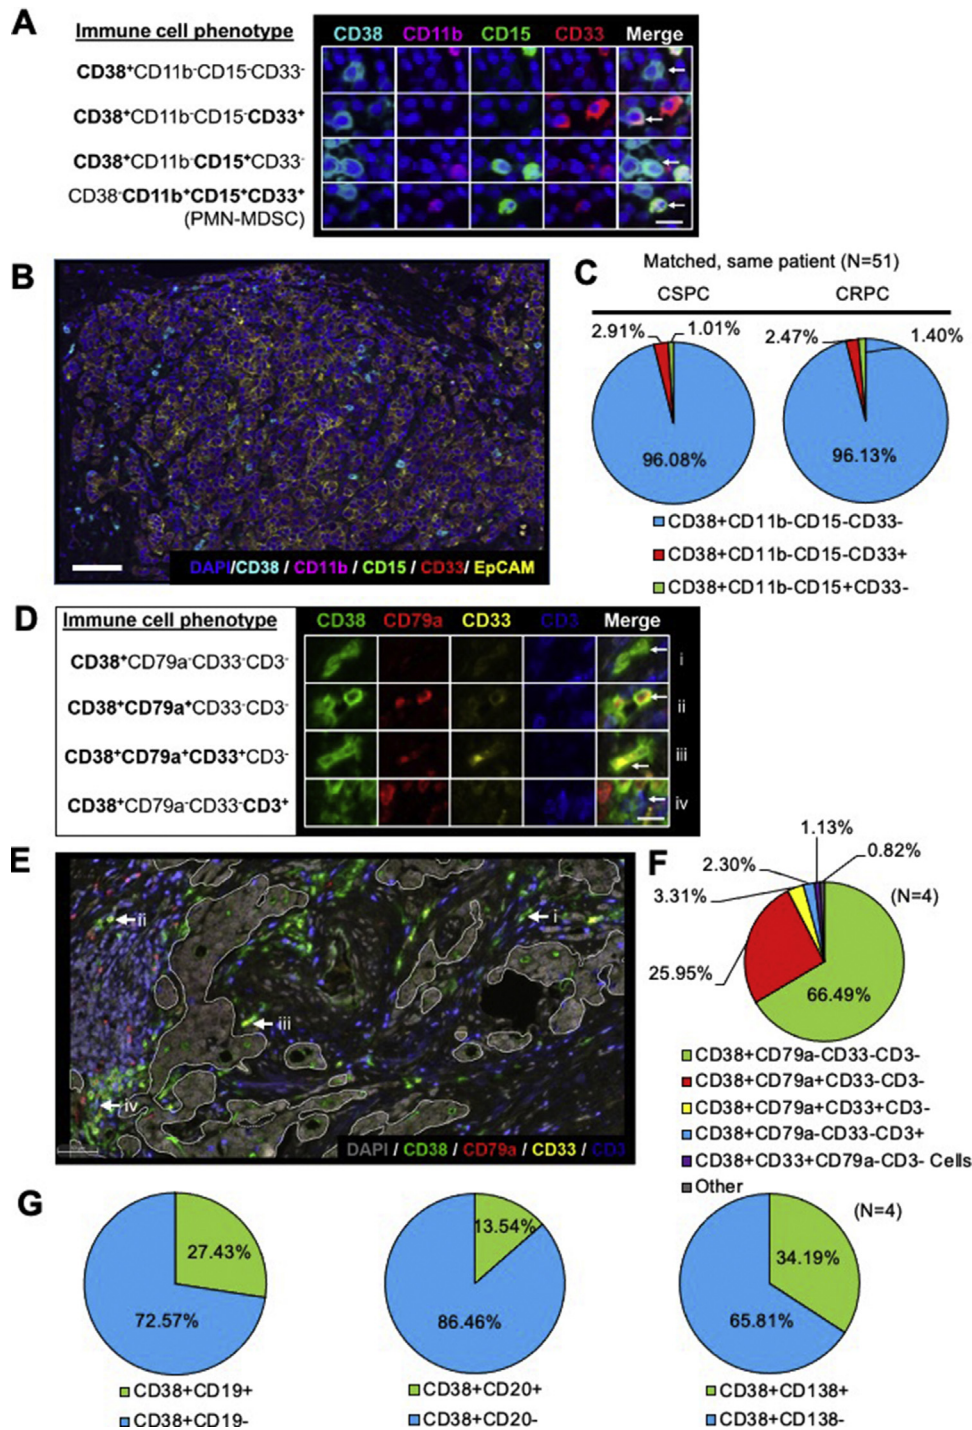 A
Immune cell phenotype
CD38 CD11b CD15 CD33 Merge
CD38⁺CD11b⁻CD15⁻CD33⁻
CD38⁺CD11b⁻CD15⁻CD33⁺
CD38⁺CD11b⁻CD15⁺CD33⁻
CD38⁻CD11b⁺CD15⁺CD33⁺
(PMN-MDSC)
B
DAPI/CD38 / CD11b / CD15 / CD33/ EpCAM
C
Matched, same patient (N=51)
CSPC CRPC
2.91% 1.01% 2.47% 1.40%
96.08% 96.13%
CD38+CD11b-CD15-CD33-
CD38+CD11b-CD15-CD33+
CD38+CD11b-CD15+CD33-
D
Immune cell phenotype
CD38 CD79a CD33 CD3 Merge
CD38⁺CD79a⁻CD33⁻CD3⁻ i
CD38⁺CD79a⁺CD33⁻CD3⁻ ii
CD38⁺CD79a⁺CD33⁺CD3⁻ iii
CD38⁺CD79a⁻CD33⁻CD3⁺ iv
E
ii
i
iii
iv
DAPI / CD38 / CD79a / CD33 / CD3
F
1.13%
2.30% 0.82%
3.31% (N=4)
25.95%
66.49%
CD38+CD79a-CD33-CD3-
CD38+CD79a+CD33-CD3-
CD38+CD79a+CD33+CD3-
CD38+CD79a-CD33-CD3+
CD38+CD33+CD79a-CD3- Cells
Other
G
(N=4)
27.43% 13.54% 34.19%
72.57% 86.46% 65.81%
CD38+CD19+ CD38+CD20+ CD38+CD138+
CD38+CD19- CD38+CD20- CD38+CD138-